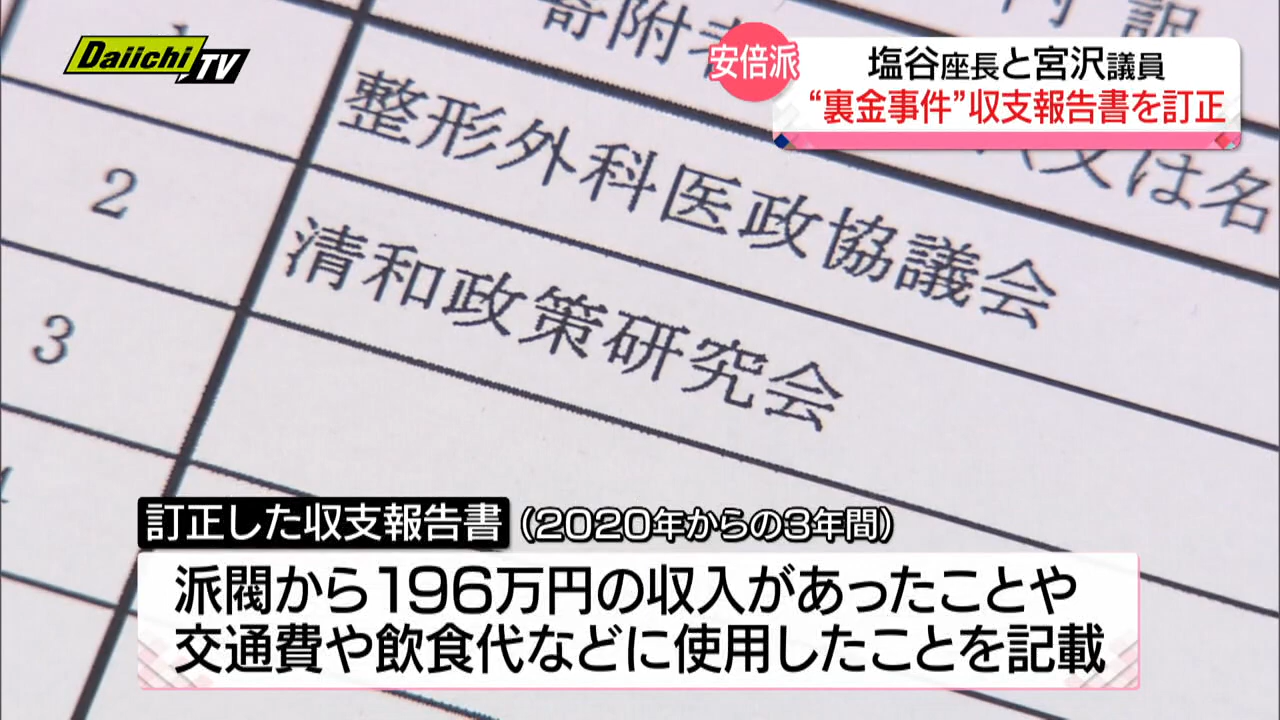 Daiichi TV
安倍派
塩谷座長と宮沢議員
“裏金事件”収支報告書を訂正
寄附者
内訳
又は名
整形外科医政協議会
2
清和政策研究会
3
訂正した収支報告書 (2020年からの3年間)
派閥から196万円の収入があったことや
交通費や飲食代などに使用したことを記載